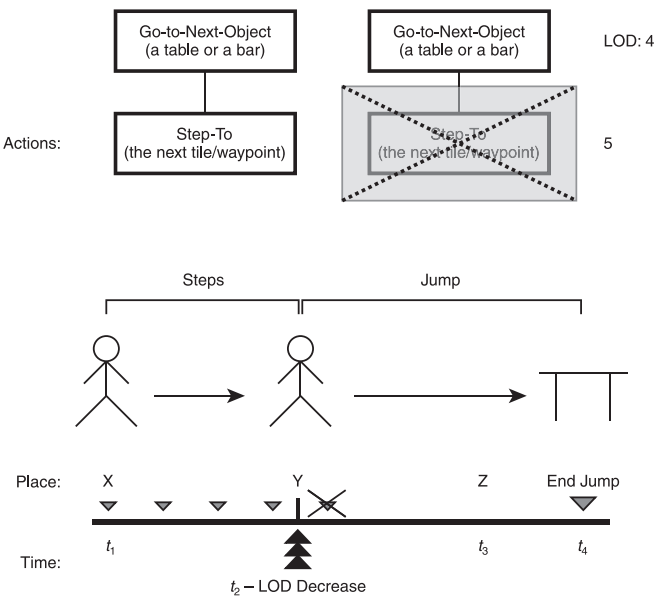 Go-to-Next-Object
(a table or a bar)
Go-to-Next-Object
(a table or a bar)
LOD: 4
Actions:
Step-To
(the next tile/waypoint)
Step-To
(the next tile/waypoint)
5
Steps
Jump
Place:
X
Y
Z
End Jump
t1
t3
t4
Time:
t2 – LOD Decrease